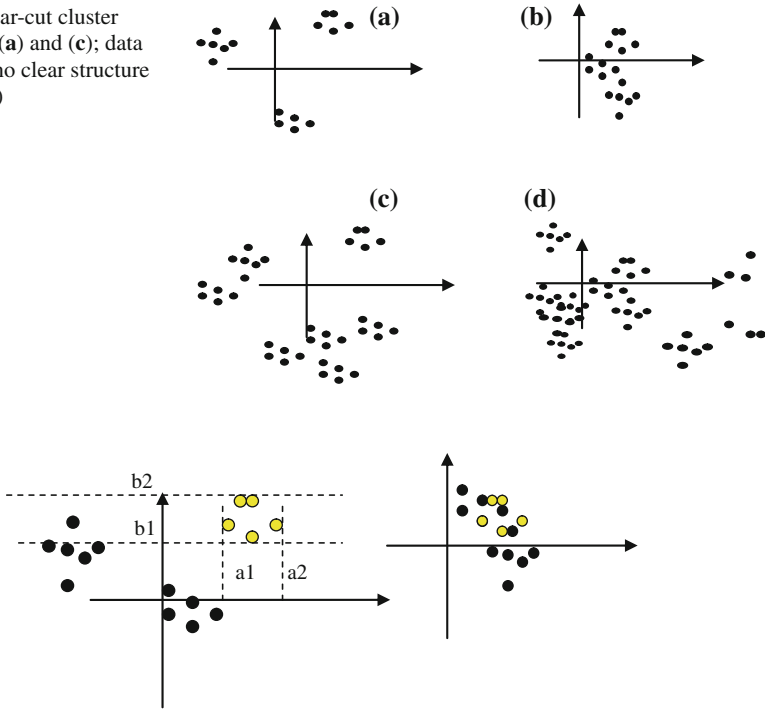 ar-cut cluster
(a) and (c); data
no clear structure
)
(a)
(b)
(c)
(d)
b2
b1
a1 a2